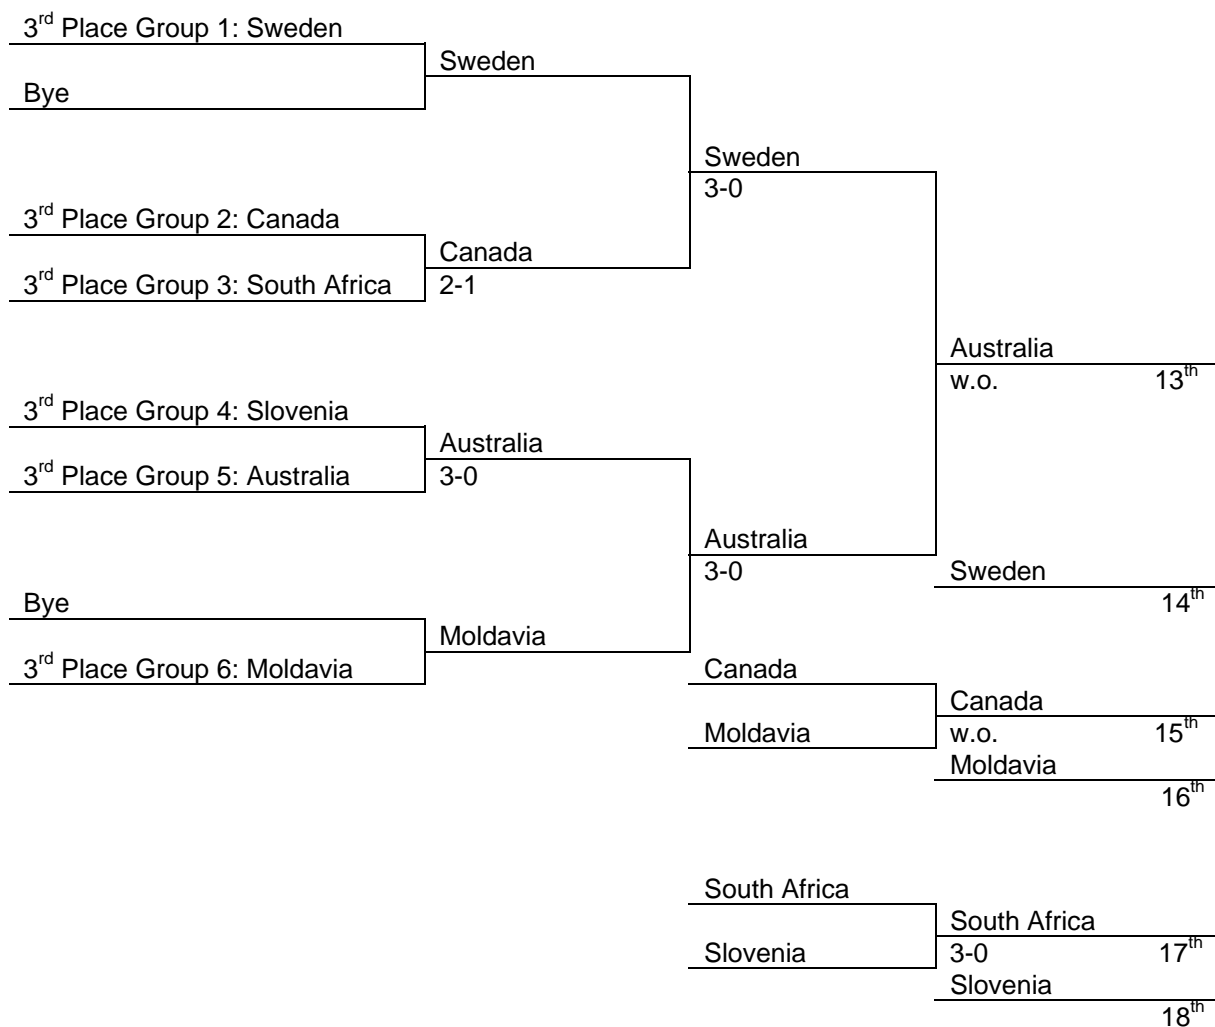 3rd Place Group 1: Sweden
Sweden
Bye
Sweden
3-0
3rd Place Group 2: Canada
Canada
3rd Place Group 3: South Africa
2-1
Australia
w.o.
13th
3rd Place Group 4: Slovenia
Australia
3rd Place Group 5: Australia
3-0
Australia
3-0
Sweden
14th
Bye
Moldavia
3rd Place Group 6: Moldavia
Canada
Canada
Moldavia
w.o.
15th
Moldavia
16th
South Africa
South Africa
Slovenia
3-0
17th
Slovenia
18th